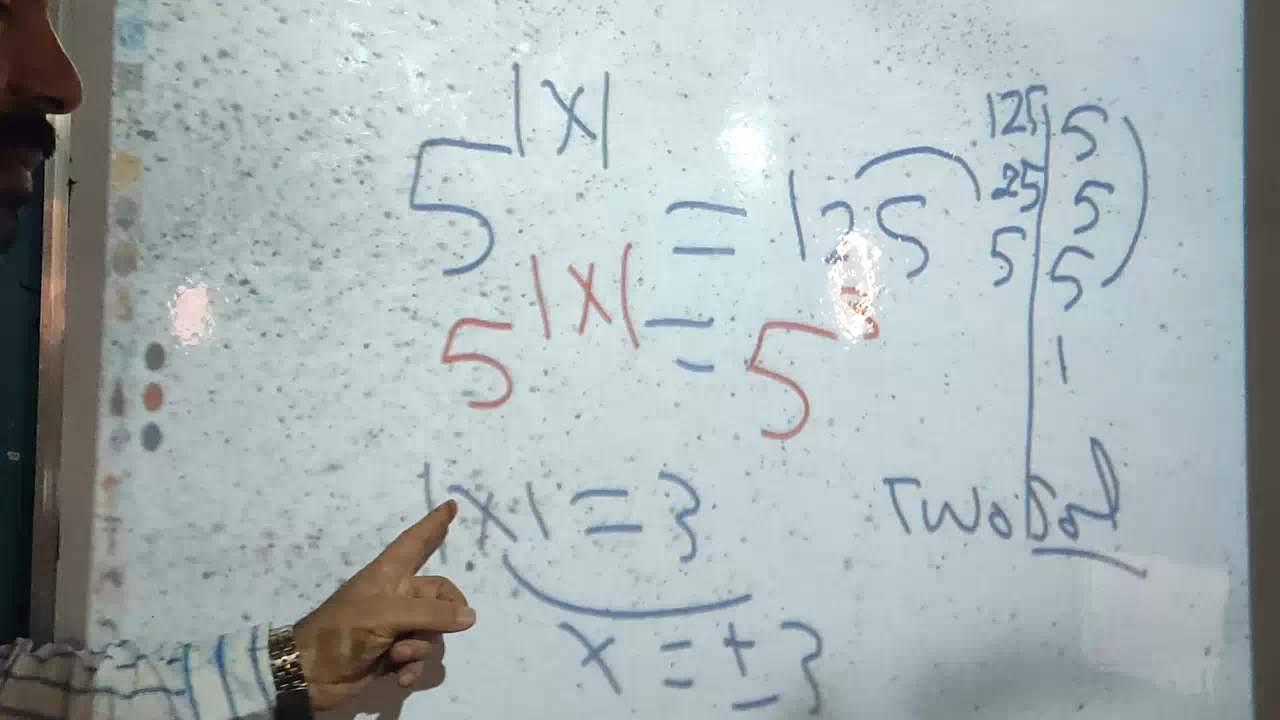 5^|x| = 125
5^|x| = 5^3
|x| = 3
x = ± 3
125 | 5
25 | 5
5 | 5
1
Two Sol